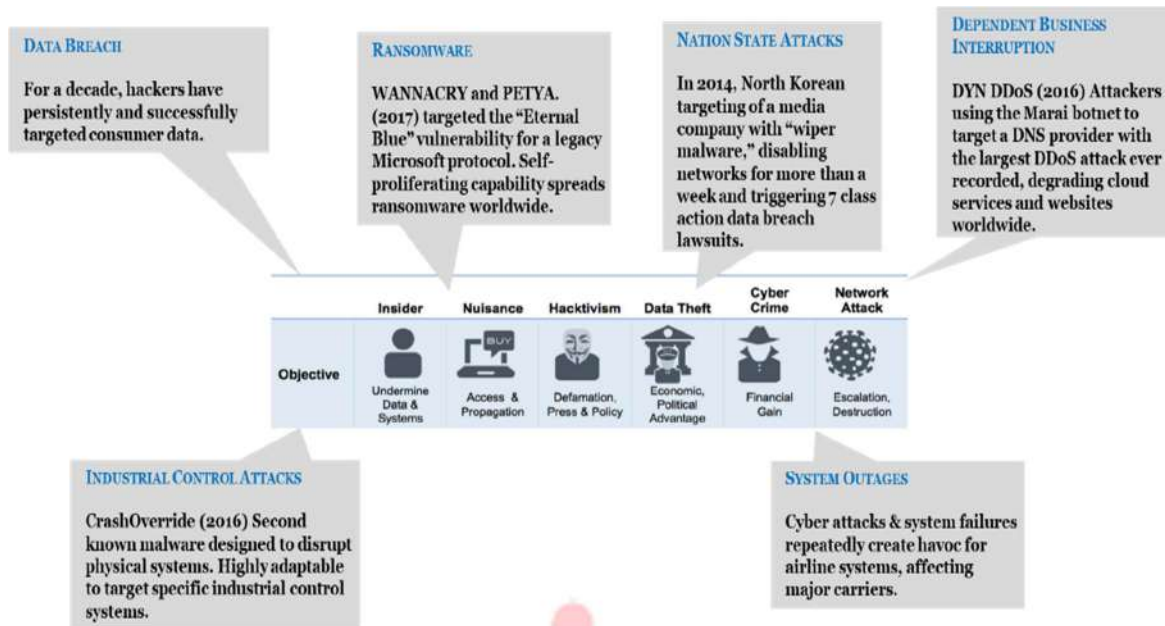 DATA BREACH
For a decade, hackers have
persistently and successfully
targeted consumer data.
RANSOMWARE
WANNACRY and PETYA.
(2017) targeted the “Eternal
Blue” vulnerability for a legacy
Microsoft protocol. Self-
proliferating capability spreads
ransomware worldwide.
NATION STATE ATTACKS
In 2014, North Korean
targeting of a media
company with “wiper
malware,” disabling
networks for more than a
week and triggering 7 class
action data breach
lawsuits.
DEPENDENT BUSINESS
INTERRUPTION
DYN DDoS (2016) Attackers
using the Marai botnet to
target a DNS provider with
the largest DDoS attack ever
recorded, degrading cloud
services and websites
worldwide.
Insider
Nuisance
Hacktivism
Data Theft
Cyber
Crime
Network
Attack
Objective
BUY
Undermine
Data &
Systems
Access &
Propagation
Defamation,
Press & Policy
Economic,
Political
Advantage
Financial
Gain
Escalation,
Destruction
INDUSTRIAL CONTROL ATTACKS
CrashOverride (2016) Second
known malware designed to disrupt
physical systems. Highly adaptable
to target specific industrial control
systems.
SYSTEM OUTAGES
Cyber attacks & system failures
repeatedly create havoc for
airline systems, affecting
major carriers.